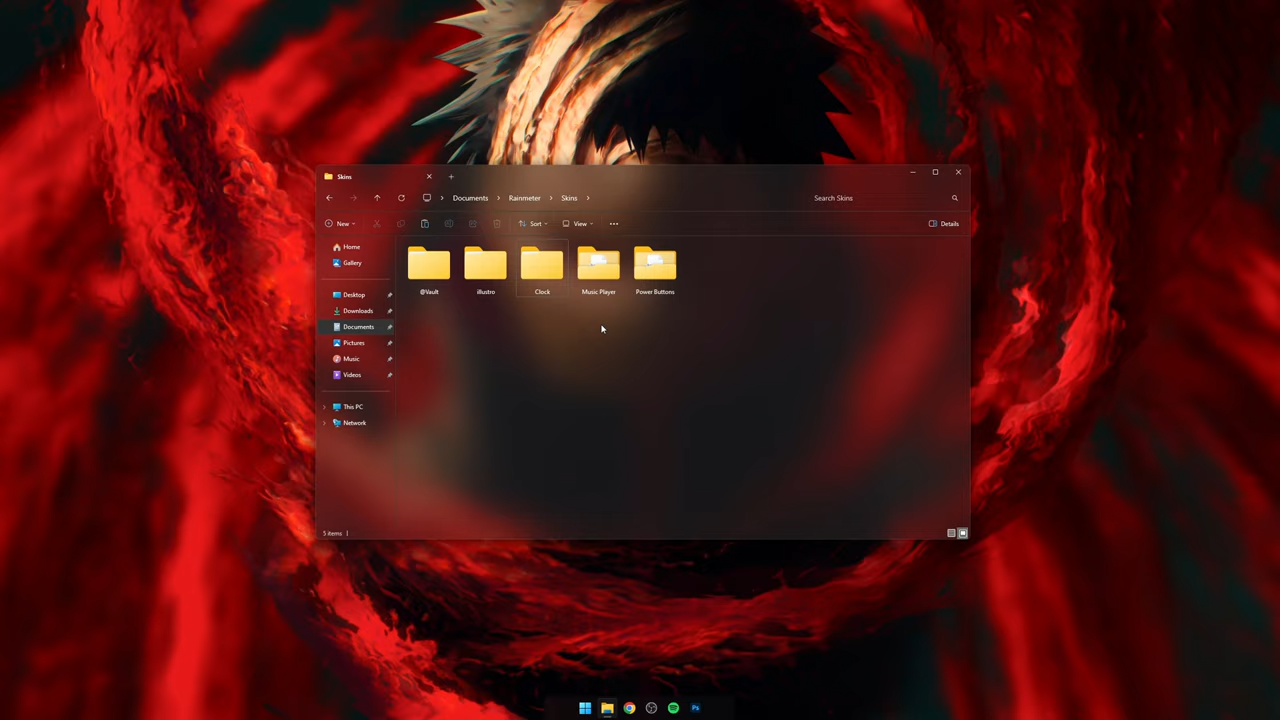 Skins
Documents
Rainmeter
Skins
Search Skins
New
Sort
View
Details
Home
Gallery
Desktop
Downloads
Documents
Pictures
Music
Videos
This PC
Network
@Vault
illustro
Clock
Music Player
Power Buttons
5 items
Ps